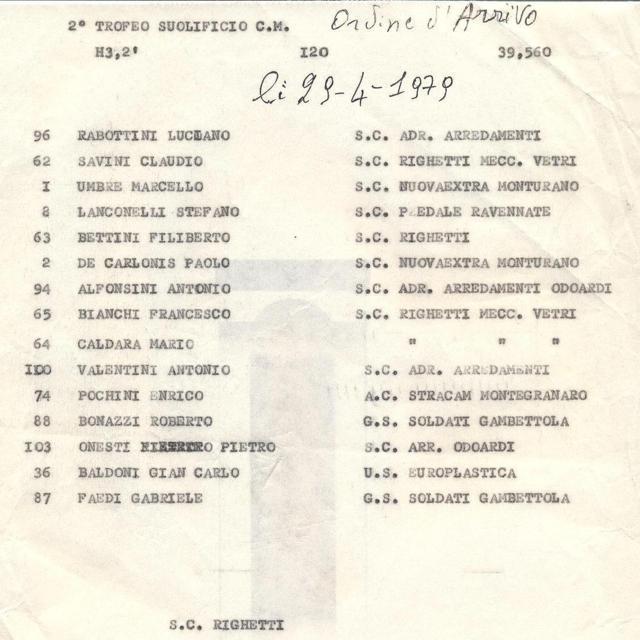 2° TROFEO SUOLIFICIO C.M. Ordine d'Arrivo
H3,2' I20 39,560
li 29-4-1979
96 RABOTTINI LUCIANO S.C. ADR. ARREDAMENTI
62 SAVINI CLAUDIO S.C. RIGHETTI MECC. VETRI
I UMBRE MARCELLO S.C. NUOVAEXTRA MONTURANO
8 LANCONELLI STEFANO S.C. PEDALE RAVENNATE
63 BETTINI FILIBERTO S.C. RIGHETTI
2 DE CARLONIS PAOLO S.C. NUOVAEXTRA MONTURANO
94 ALFONSINI ANTONIO S.C. ADR. ARREDAMENTI ODOARDI
65 BIANCHI FRANCESCO S.C. RIGHETTI MECC. VETRI
64 CALDARA MARIO " " "
I00 VALENTINI ANTONIO S.C. ADR. ARREDAMENTI
74 POCHINI ENRICO A.C. STRACAM MONTEGRANARO
88 BONAZZI ROBERTO G.S. SOLDATI GAMBETTOLA
I03 ONESTI PIETRO S.C. ARR. ODOARDI
36 BALDONI GIAN CARLO U.S. EUROPLASTICA
87 FAEDI GABRIELE G.S. SOLDATI GAMBETTOLA
S.C. RIGHETTI